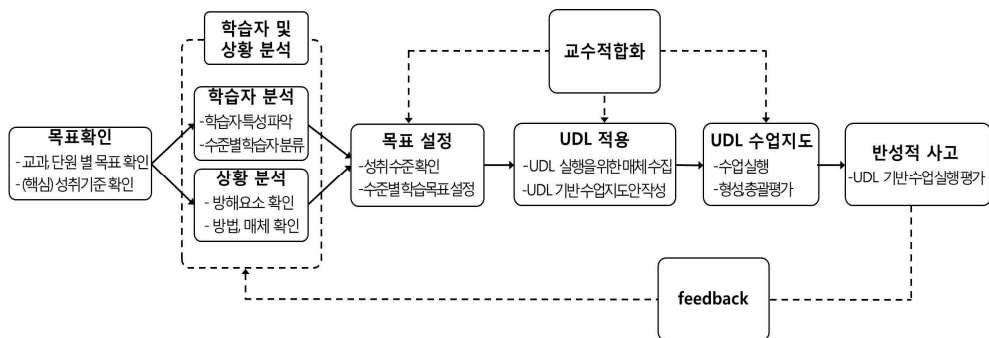 학습자 및
상황 분석
교수적합화
학습자 분석
-학습자특성파악
-수준별학습자분류
목표확인
- 교과, 단원 별 목표 확인
- (핵심) 성취기준 확인
상황 분석
- 방해요소 확인
- 방법, 매체 확인
목표 설정
-성취수준확인
-수준별학습목표설정
UDL 적용
-UDL 실행을위한매체수집
-UDL 기반수업지도안작성
UDL 수업지도
-수업실행
-형성총괄평가
반성적 사고
-UDL 기반수업실행평가
feedback